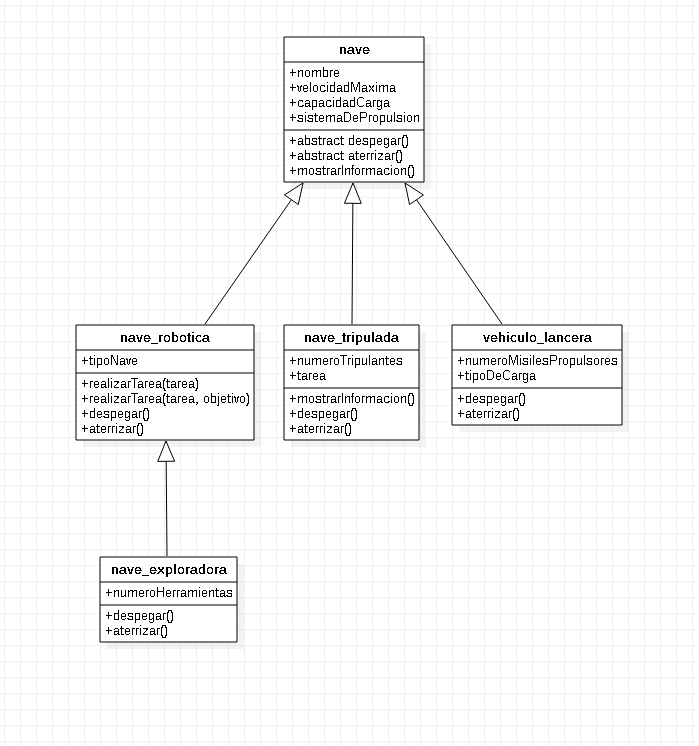 nave
+nombre
+velocidadMaxima
+capacidadCarga
+sistemaDePropulsion
+abstract despegar()
+abstract aterrizar()
+mostrarInformacion()
nave_robotica
+tipoNave
+realizarTarea(tarea)
+realizarTarea(tarea, objetivo)
+despegar()
+aterrizar()
nave_tripulada
+numeroTripulantes
+tarea
+mostrarInformacion()
+despegar()
+aterrizar()
vehiculo_lancera
+numeroMisilesPropulsores
+tipoDeCarga
+despegar()
+aterrizar()
nave_exploradora
+numeroHerramientas
+despegar()
+aterrizar()